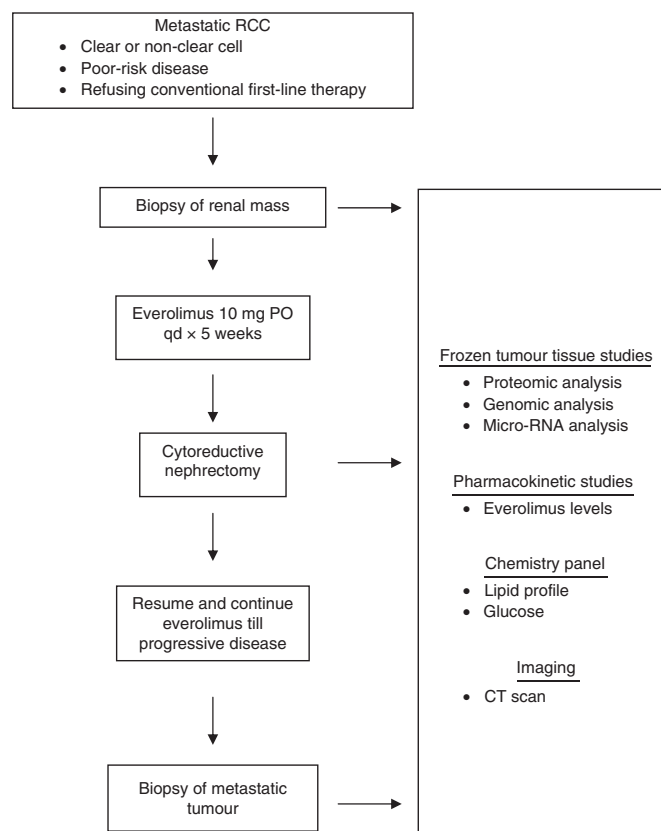 Metastatic RCC
• Clear or non-clear cell
• Poor-risk disease
• Refusing conventional first-line therapy
Biopsy of renal mass
Everolimus 10 mg PO
qd × 5 weeks
Cytoreductive
nephrectomy
Resume and continue
everolimus till
progressive disease
Biopsy of metastatic
tumour
Frozen tumour tissue studies
• Proteomic analysis
• Genomic analysis
• Micro-RNA analysis
Pharmacokinetic studies
• Everolimus levels
Chemistry panel
• Lipid profile
• Glucose
Imaging
• CT scan